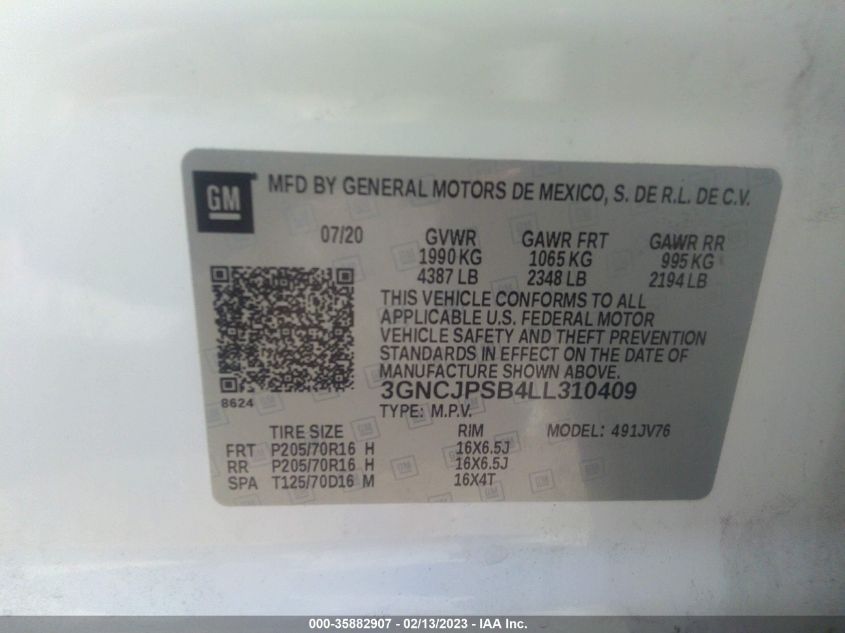 GM
MFD BY GENERAL MOTORS DE MEXICO, S. DE R.L. DE C.V.
07/20 GVWR GAWR FRT GAWR RR
1990 KG 1065 KG 995 KG
4387 LB 2348 LB 2194 LB
THIS VEHICLE CONFORMS TO ALL
APPLICABLE U.S. FEDERAL MOTOR
VEHICLE SAFETY AND THEFT PREVENTION
STANDARDS IN EFFECT ON THE DATE OF
MANUFACTURE SHOWN ABOVE.
8624 3GNCJPSB4LL310409
TYPE: M.P.V.
TIRE SIZE RIM MODEL: 491JV76
FRT P205/70R16 H 16X6.5J
RR P205/70R16 H 16X6.5J
SPA T125/70D16 M 16X4T
000-35882907 - 02/13/2023 - IAA Inc.